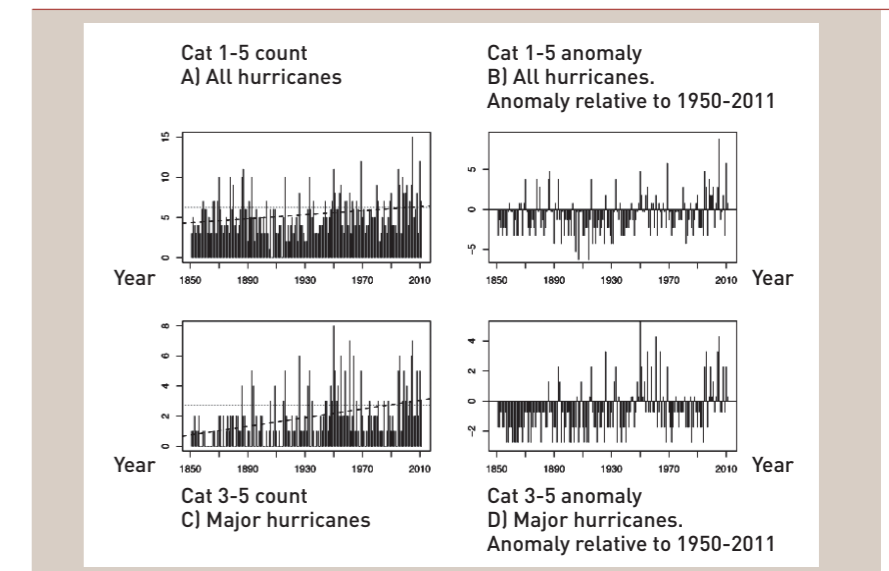 Cat 1-5 count
A) All hurricanes
Cat 1-5 anomaly
B) All hurricanes.
Anomaly relative to 1950-2011
15
10
5
0
5
0
-5
Year
1850
1890
1930
1970
2010
1850
1890
1930
1970
2010
Year
8
6
4
2
0
4
2
0
-2
Year
1850
1890
1930
1970
2010
1850
1890
1930
1970
2010
Year
Cat 3-5 count
C) Major hurricanes
Cat 3-5 anomaly
D) Major hurricanes.
Anomaly relative to 1950-2011